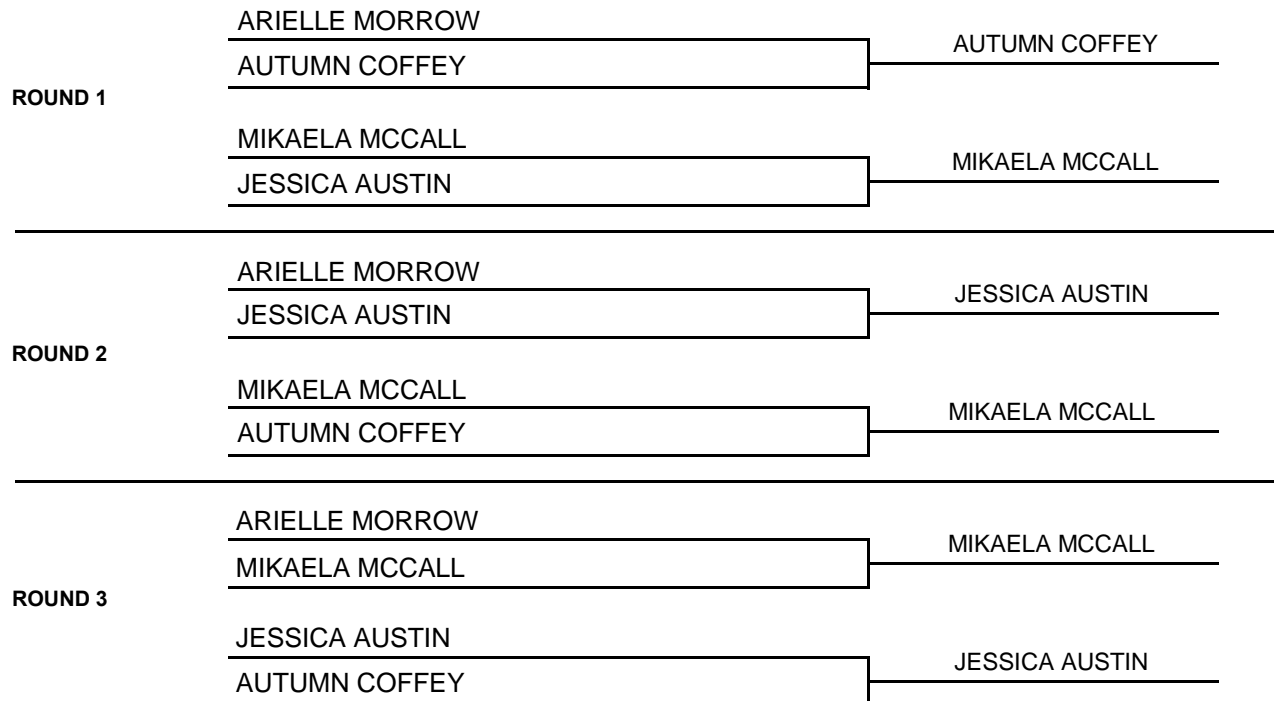 ARIELLE MORROW
AUTUMN COFFEY
AUTUMN COFFEY
ROUND 1
MIKAELA MCCALL
MIKAELA MCCALL
JESSICA AUSTIN
ARIELLE MORROW
JESSICA AUSTIN
JESSICA AUSTIN
ROUND 2
MIKAELA MCCALL
MIKAELA MCCALL
AUTUMN COFFEY
ARIELLE MORROW
MIKAELA MCCALL
MIKAELA MCCALL
ROUND 3
JESSICA AUSTIN
JESSICA AUSTIN
AUTUMN COFFEY